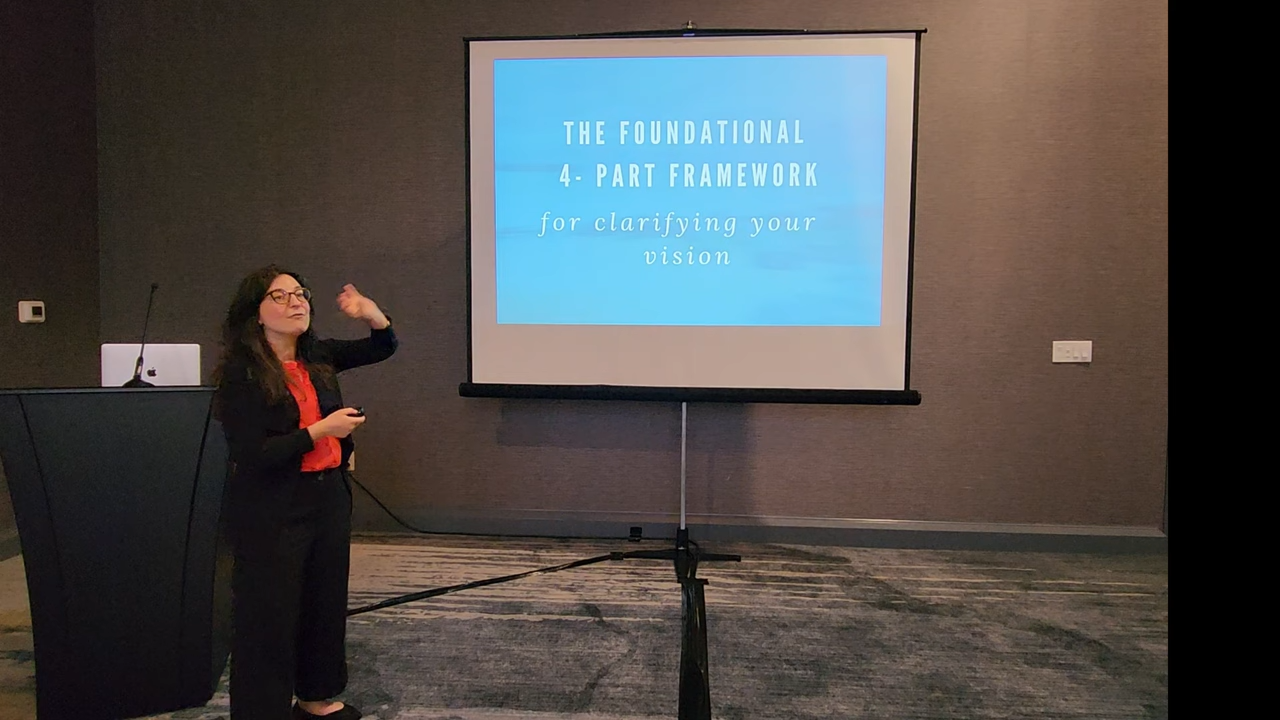 THE FOUNDATIONAL
4- PART FRAMEWORK
for clarifying your
vision